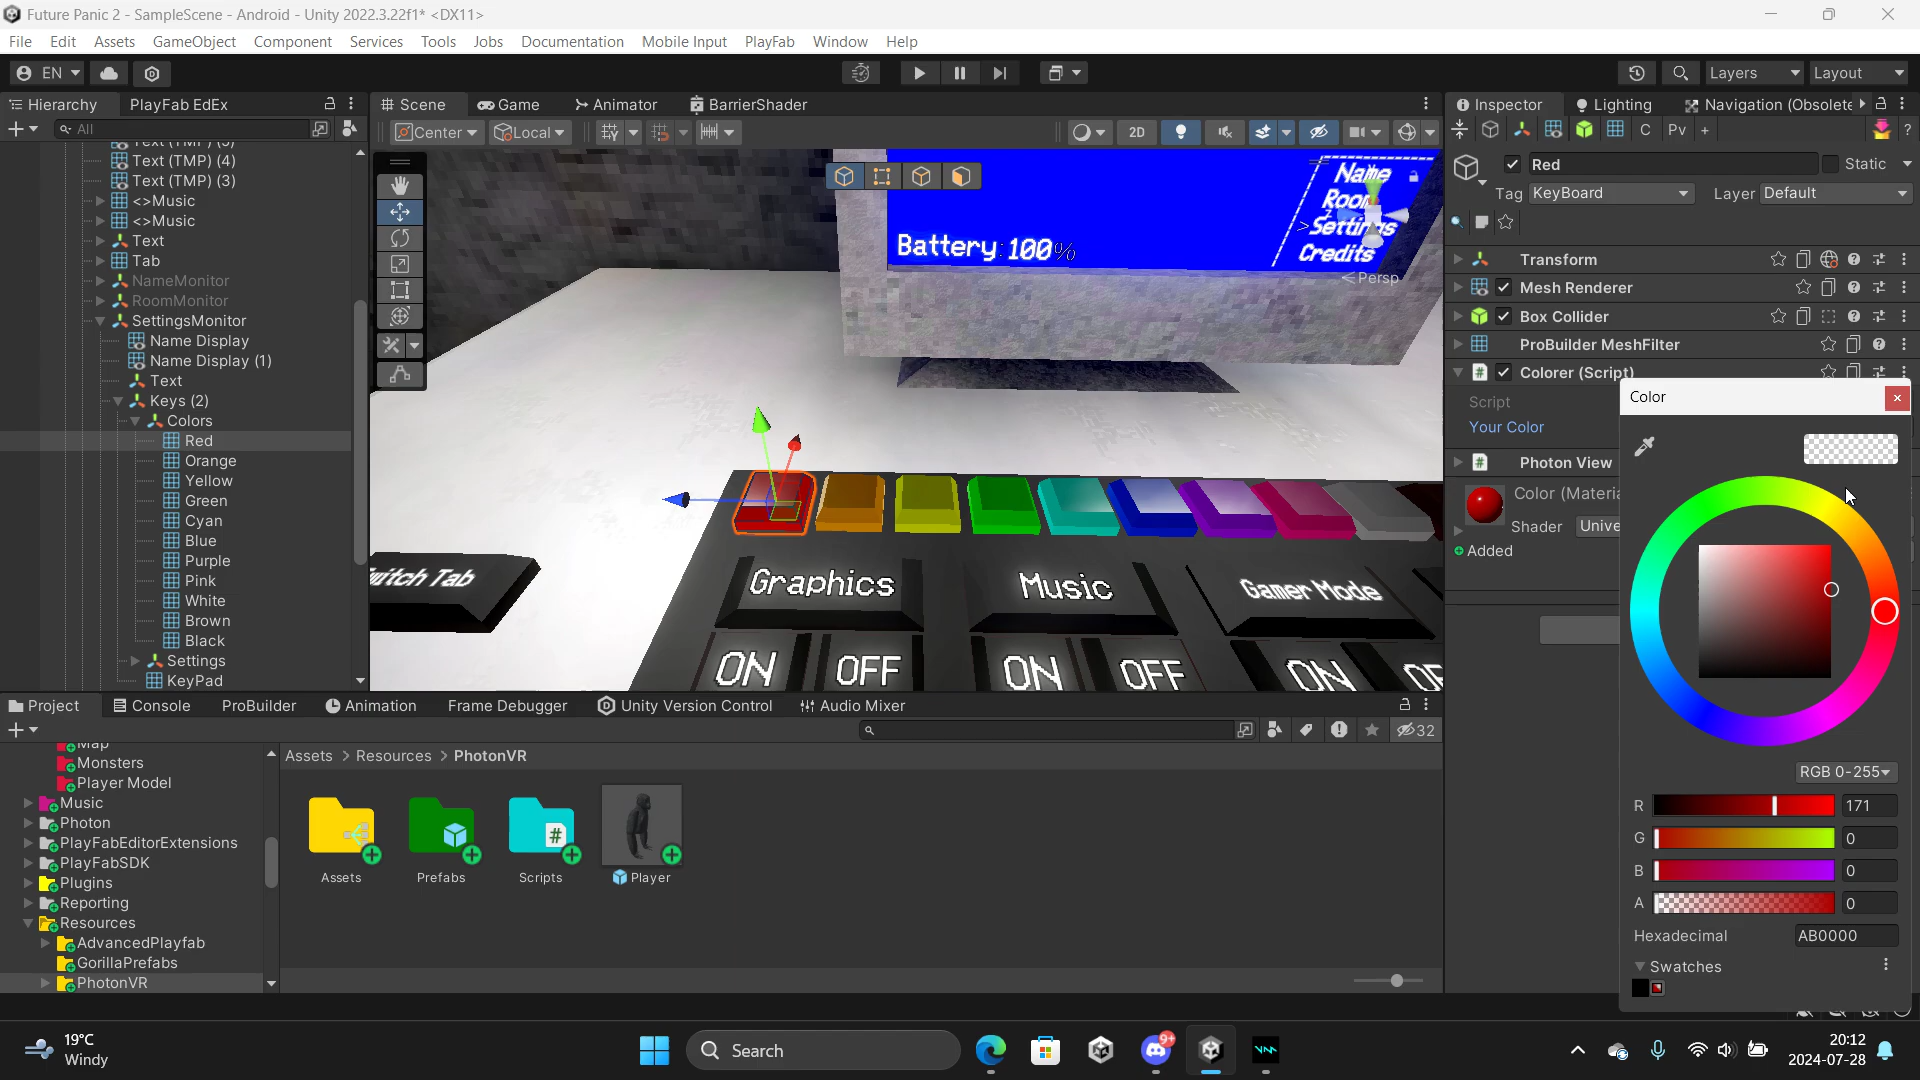 Future Panic 2 - SampleScene - Android - Unity 2022.3.22f1* <DX11>
File Edit Assets GameObject Component Services Tools Jobs Documentation Mobile Input PlayFab Window Help
EN
Layers
Layout
Hierarchy
PlayFab EdEx
Scene
Game
Animator
BarrierShader
Inspector
Lighting
Navigation (Obsolete
All
Center
Local
2D
C
Pv
Text (TMP) (4)
Text (TMP) (3)
<>Music
<>Music
Text
Tab
NameMonitor
RoomMonitor
SettingsMonitor
Name Display
Name Display (1)
Text
Keys (2)
Colors
Red
Orange
Yellow
Green
Cyan
Blue
Purple
Pink
White
Brown
Black
Settings
KeyPad
Name
Room
>Settings
Credits
Battery:100%
<Persp
Switch Tab
Graphics
Music
Gamer Mode
ON OFF
ON OFF
ON
Red
Static
Tag KeyBoard
Layer Default
Transform
Mesh Renderer
Box Collider
ProBuilder MeshFilter
Colorer (Script)
Script
Your Color
Photon View
Color (Materia
Shader
Unive
Added
Color
RGB 0-255
R 171
G 0
B 0
A 0
Hexadecimal AB0000
Swatches
Project
Console
ProBuilder
Animation
Frame Debugger
Unity Version Control
Audio Mixer
32
Map
Monsters
Player Model
Music
Photon
PlayFabEditorExtensions
PlayFabSDK
Plugins
Reporting
Resources
AdvancedPlayfab
GorillaPrefabs
PhotonVR
Assets > Resources > PhotonVR
Assets
Prefabs
Scripts
Player
19°C
Windy
Search
9+
20:12
2024-07-28